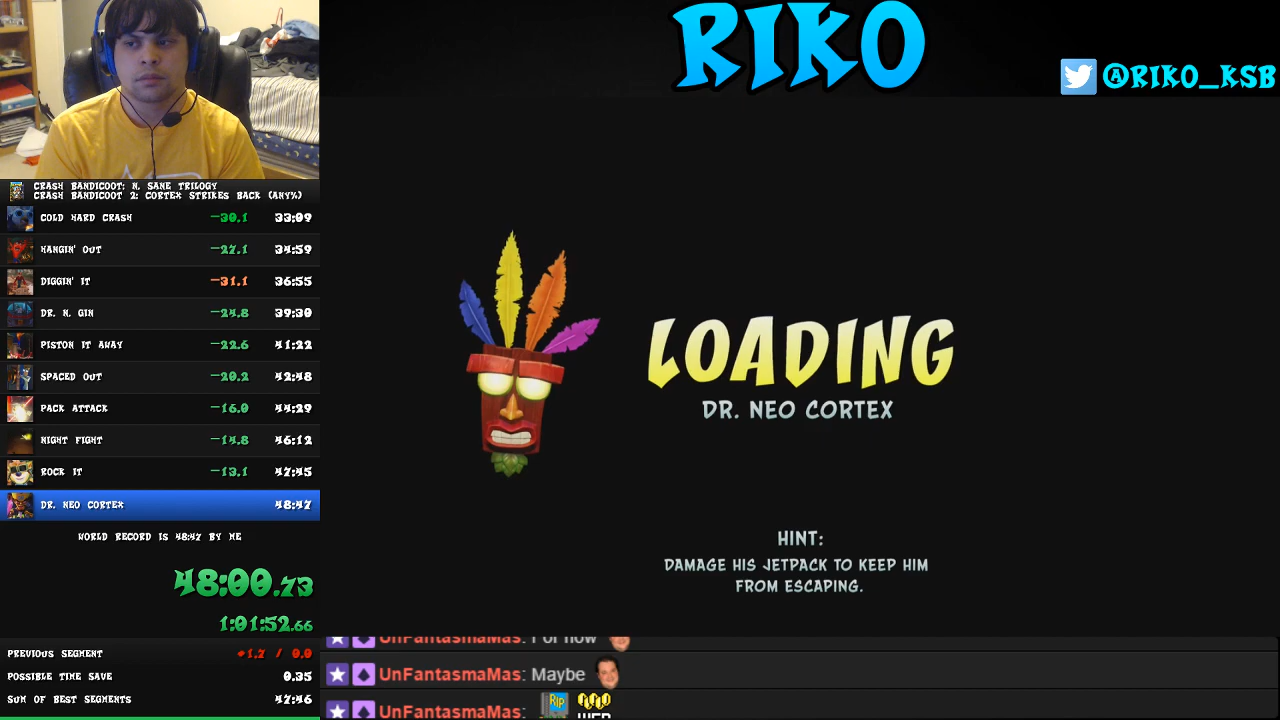 RIKO
@RIKO_KSB
CRASH BANDICOOT: N. SANE TRILOGY
CRASH BANDICOOT 2: CORTEX STRIKES BACK (ANY%)
COLD HARD CRASH -30.1 33:09
HANGIN' OUT -27.1 34:59
DIGGIN' IT -31.1 36:55
DR. N. GIN -24.8 39:30
PISTON IT AWAY -22.6 41:22
SPACED OUT -20.2 42:48
PACK ATTACK -16.0 44:29
NIGHT FIGHT -14.8 46:12
ROCK IT -13.1 47:45
DR. NEO CORTEX 48:47
WORLD RECORD IS 48:47 BY ME
48:00.73
1:01:52.66
PREVIOUS SEGMENT +1.7 / 0.0
POSSIBLE TIME SAVE 0.35
SUM OF BEST SEGMENTS 47:46
LOADING
DR. NEO CORTEX
HINT:
DAMAGE HIS JETPACK TO KEEP HIM
FROM ESCAPING.
UnFantasmaMas: For now
UnFantasmaMas: Maybe
UnFantasmaMas: RIP